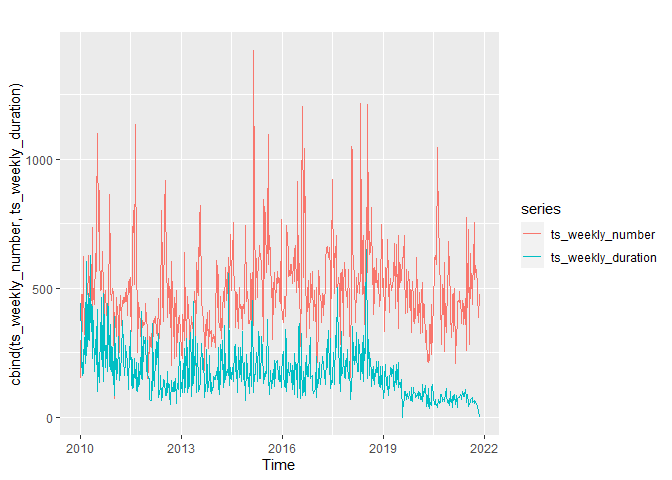 cbind(ts_weekly_number, ts_weekly_duration)
1000
500
0
2010
2013
2016
2019
2022
Time
series
ts_weekly_number
ts_weekly_duration